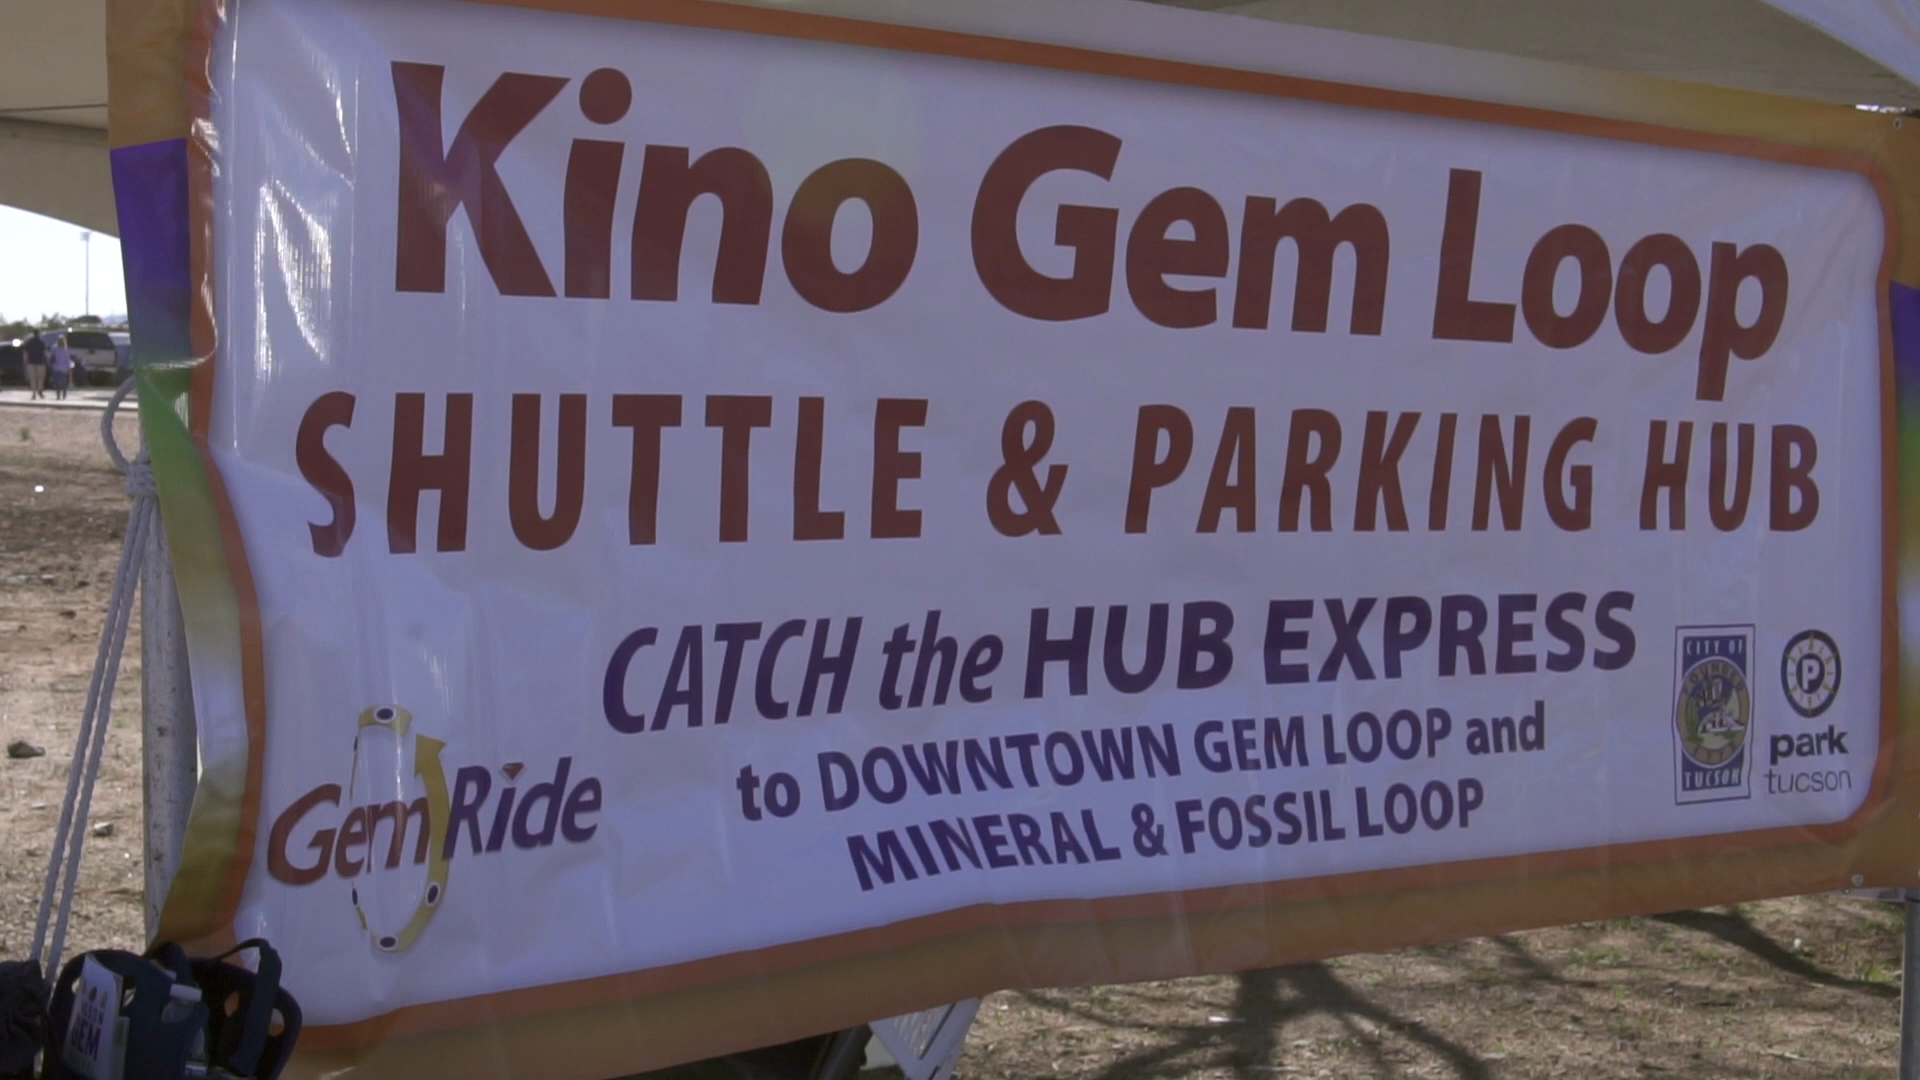 Kino Gem Loop
SHUTTLE & PARKING HUB
CATCH the HUB EXPRESS
to DOWNTOWN GEM LOOP and
MINERAL & FOSSIL LOOP
GemRide
CITY OF
TUCSON
P
park
tucson
GEM